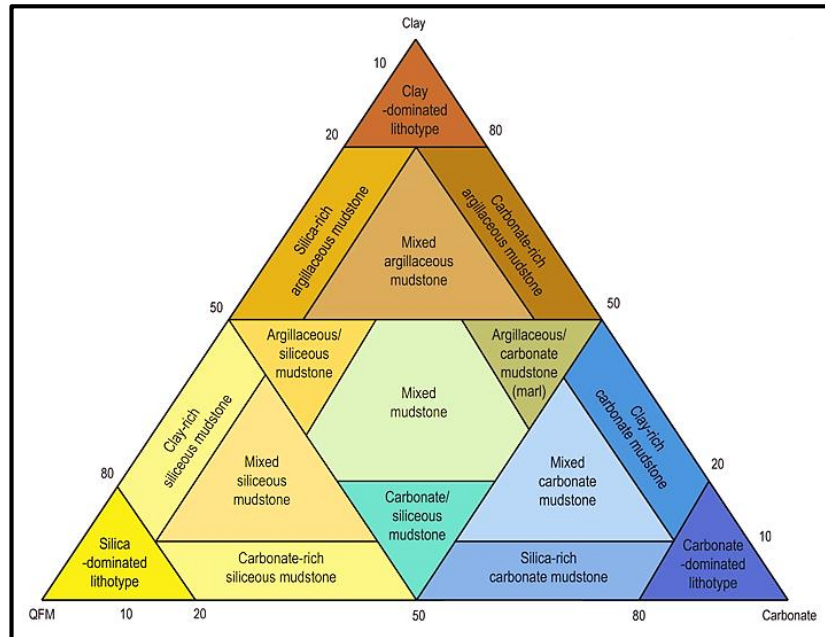 Clay
10
Clay
-dominated
lithotype
20
80
Silica-rich
argillaceous mudstone
Carbonate-rich
argillaceous mudstone
Mixed
argillaceous
mudstone
50
50
Argillaceous/
siliceous
mudstone
Argillaceous/
carbonate
mudstone
(marl)
Mixed
mudstone
Clay-rich
siliceous mudstone
Clay-rich
carbonate mudstone
80
20
Mixed
siliceous
mudstone
Mixed
carbonate
mudstone
Carbonate/
siliceous
mudstone
10
Silica
-dominated
lithotype
Carbonate-rich
siliceous mudstone
Silica-rich
carbonate mudstone
Carbonate
-dominated
lithotype
QFM
10
20
50
80
Carbonate